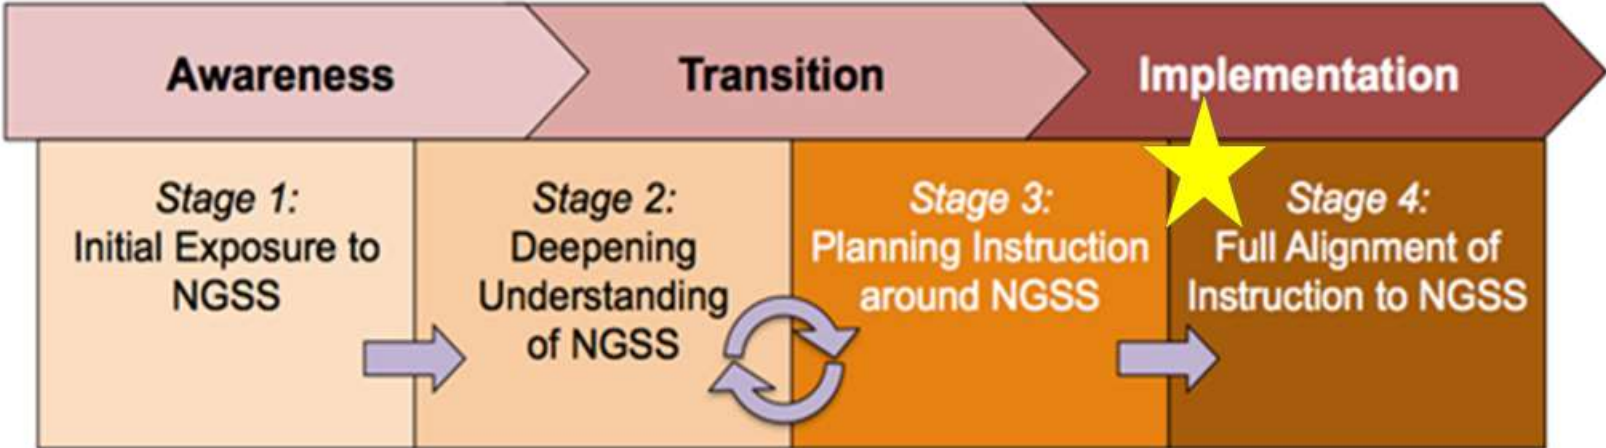 Awareness
Transition
Implementation
Stage 1:
Initial Exposure to
NGSS
Stage 2:
Deepening
Understanding
of NGSS
Stage 3:
Planning Instruction
around NGSS
Stage 4:
Full Alignment of
Instruction to NGSS